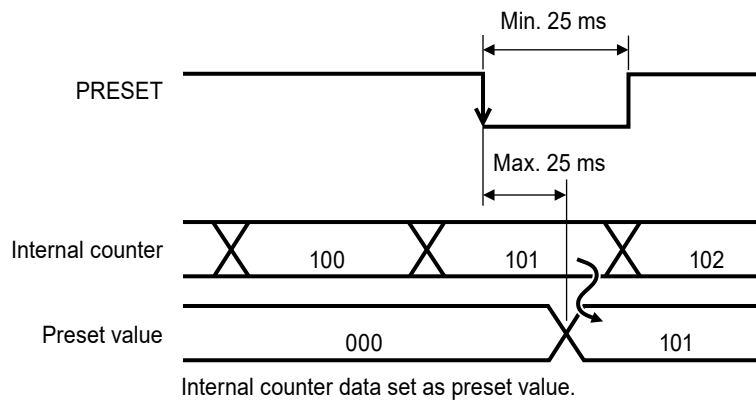 Min. 25 ms
PRESET
Max. 25 ms
Internal counter
100
101
102
Preset value
000
101
Internal counter data set as preset value.